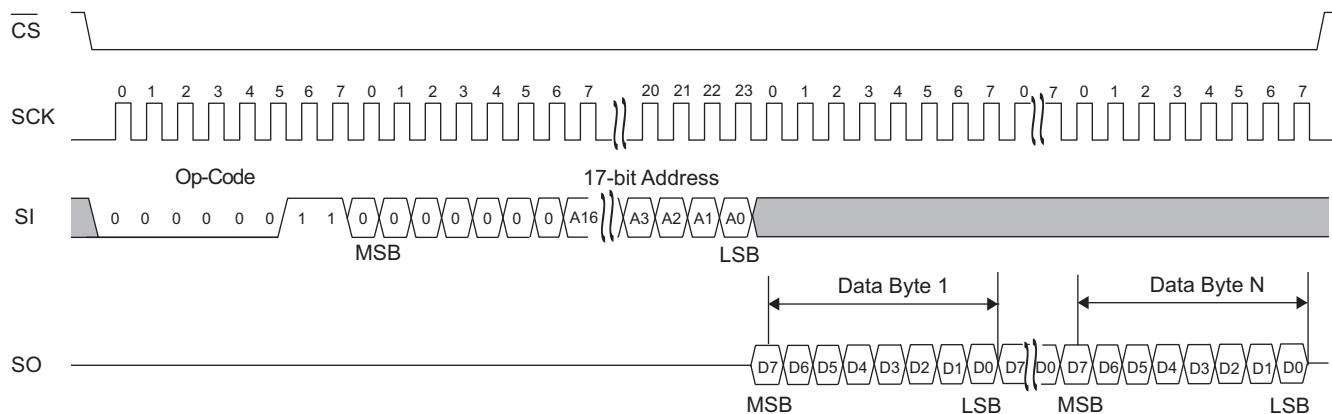 CS
0 1 2 3 4 5 6 7 0 1 2 3 4 5 6 7 20 21 22 23 0 1 2 3 4 5 6 7 0 7 0 1 2 3 4 5 6 7
SCK
Op-Code 17-bit Address
SI 0 0 0 0 0 0 1 1 0 0 0 0 0 0 0 A16 A3 A2 A1 A0
MSB LSB
Data Byte 1 Data Byte N
SO D7 D6 D5 D4 D3 D2 D1 D0 D7 D0 D7 D6 D5 D4 D3 D2 D1 D0
MSB LSB MSB LSB